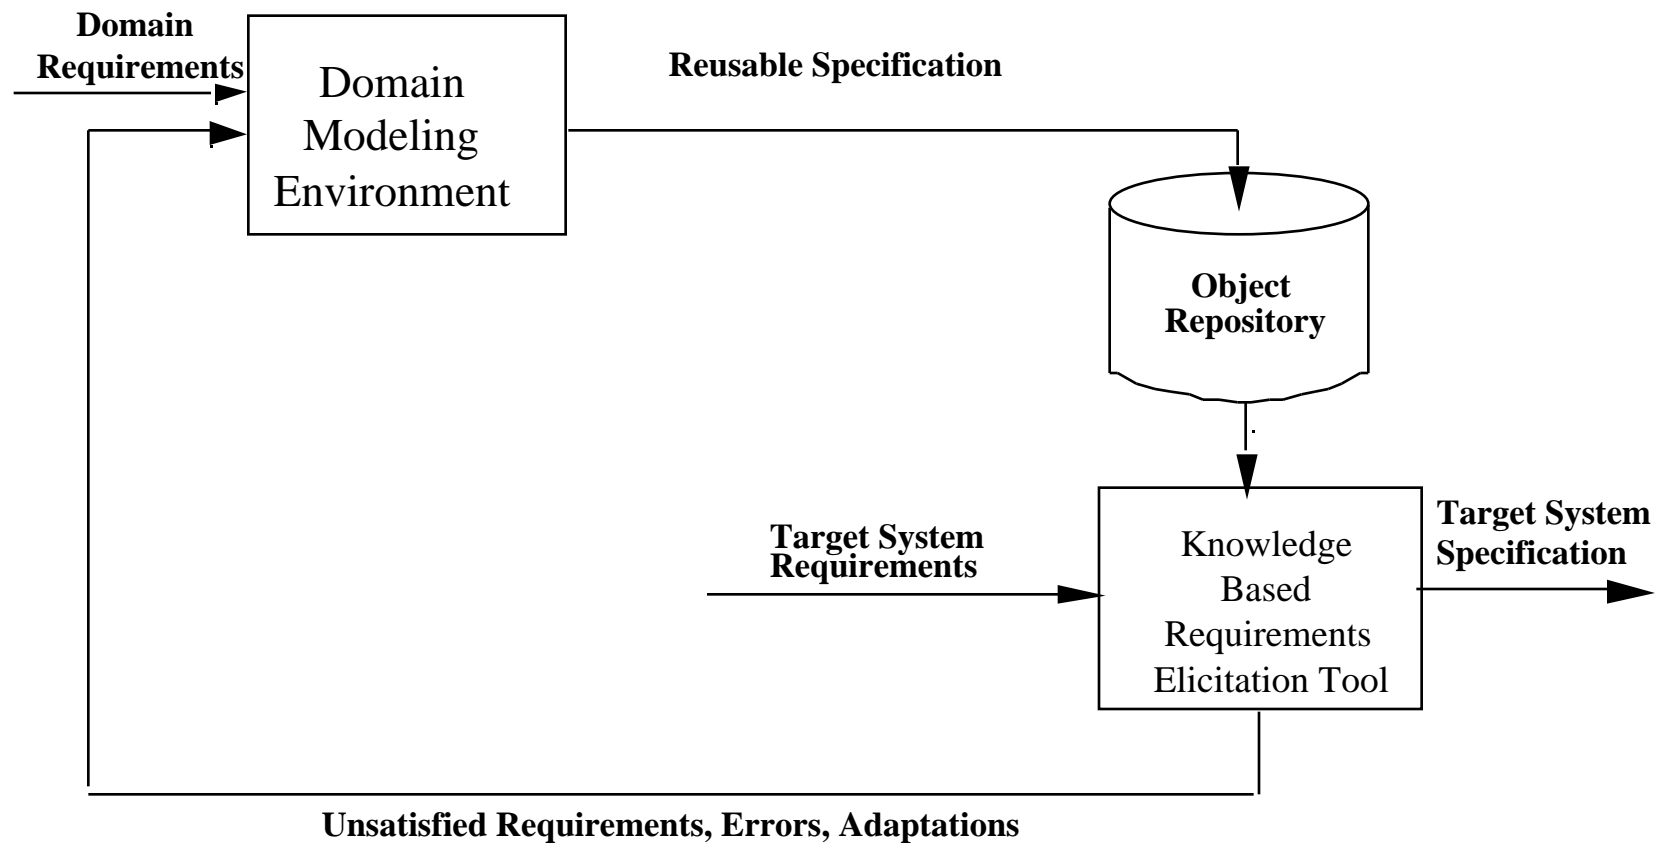 Domain
Requirements
Domain
Modeling
Environment
Reusable Specification
Object
Repository
Target System
Requirements
Knowledge
Based
Requirements
Elicitation Tool
Target System
Specification
Unsatisfied Requirements, Errors, Adaptations